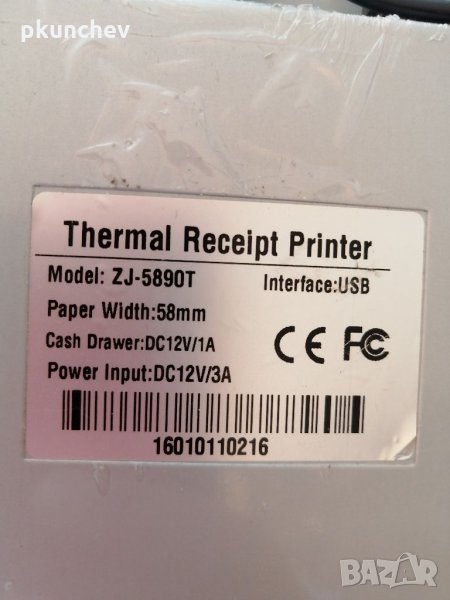 pkunchev
Thermal Receipt Printer
Model: ZJ-5890T Interface:USB
Paper Width:58mm
Cash Drawer:DC12V/1A
Power Input:DC12V/3A
CE FC
16010110216
BAZAR